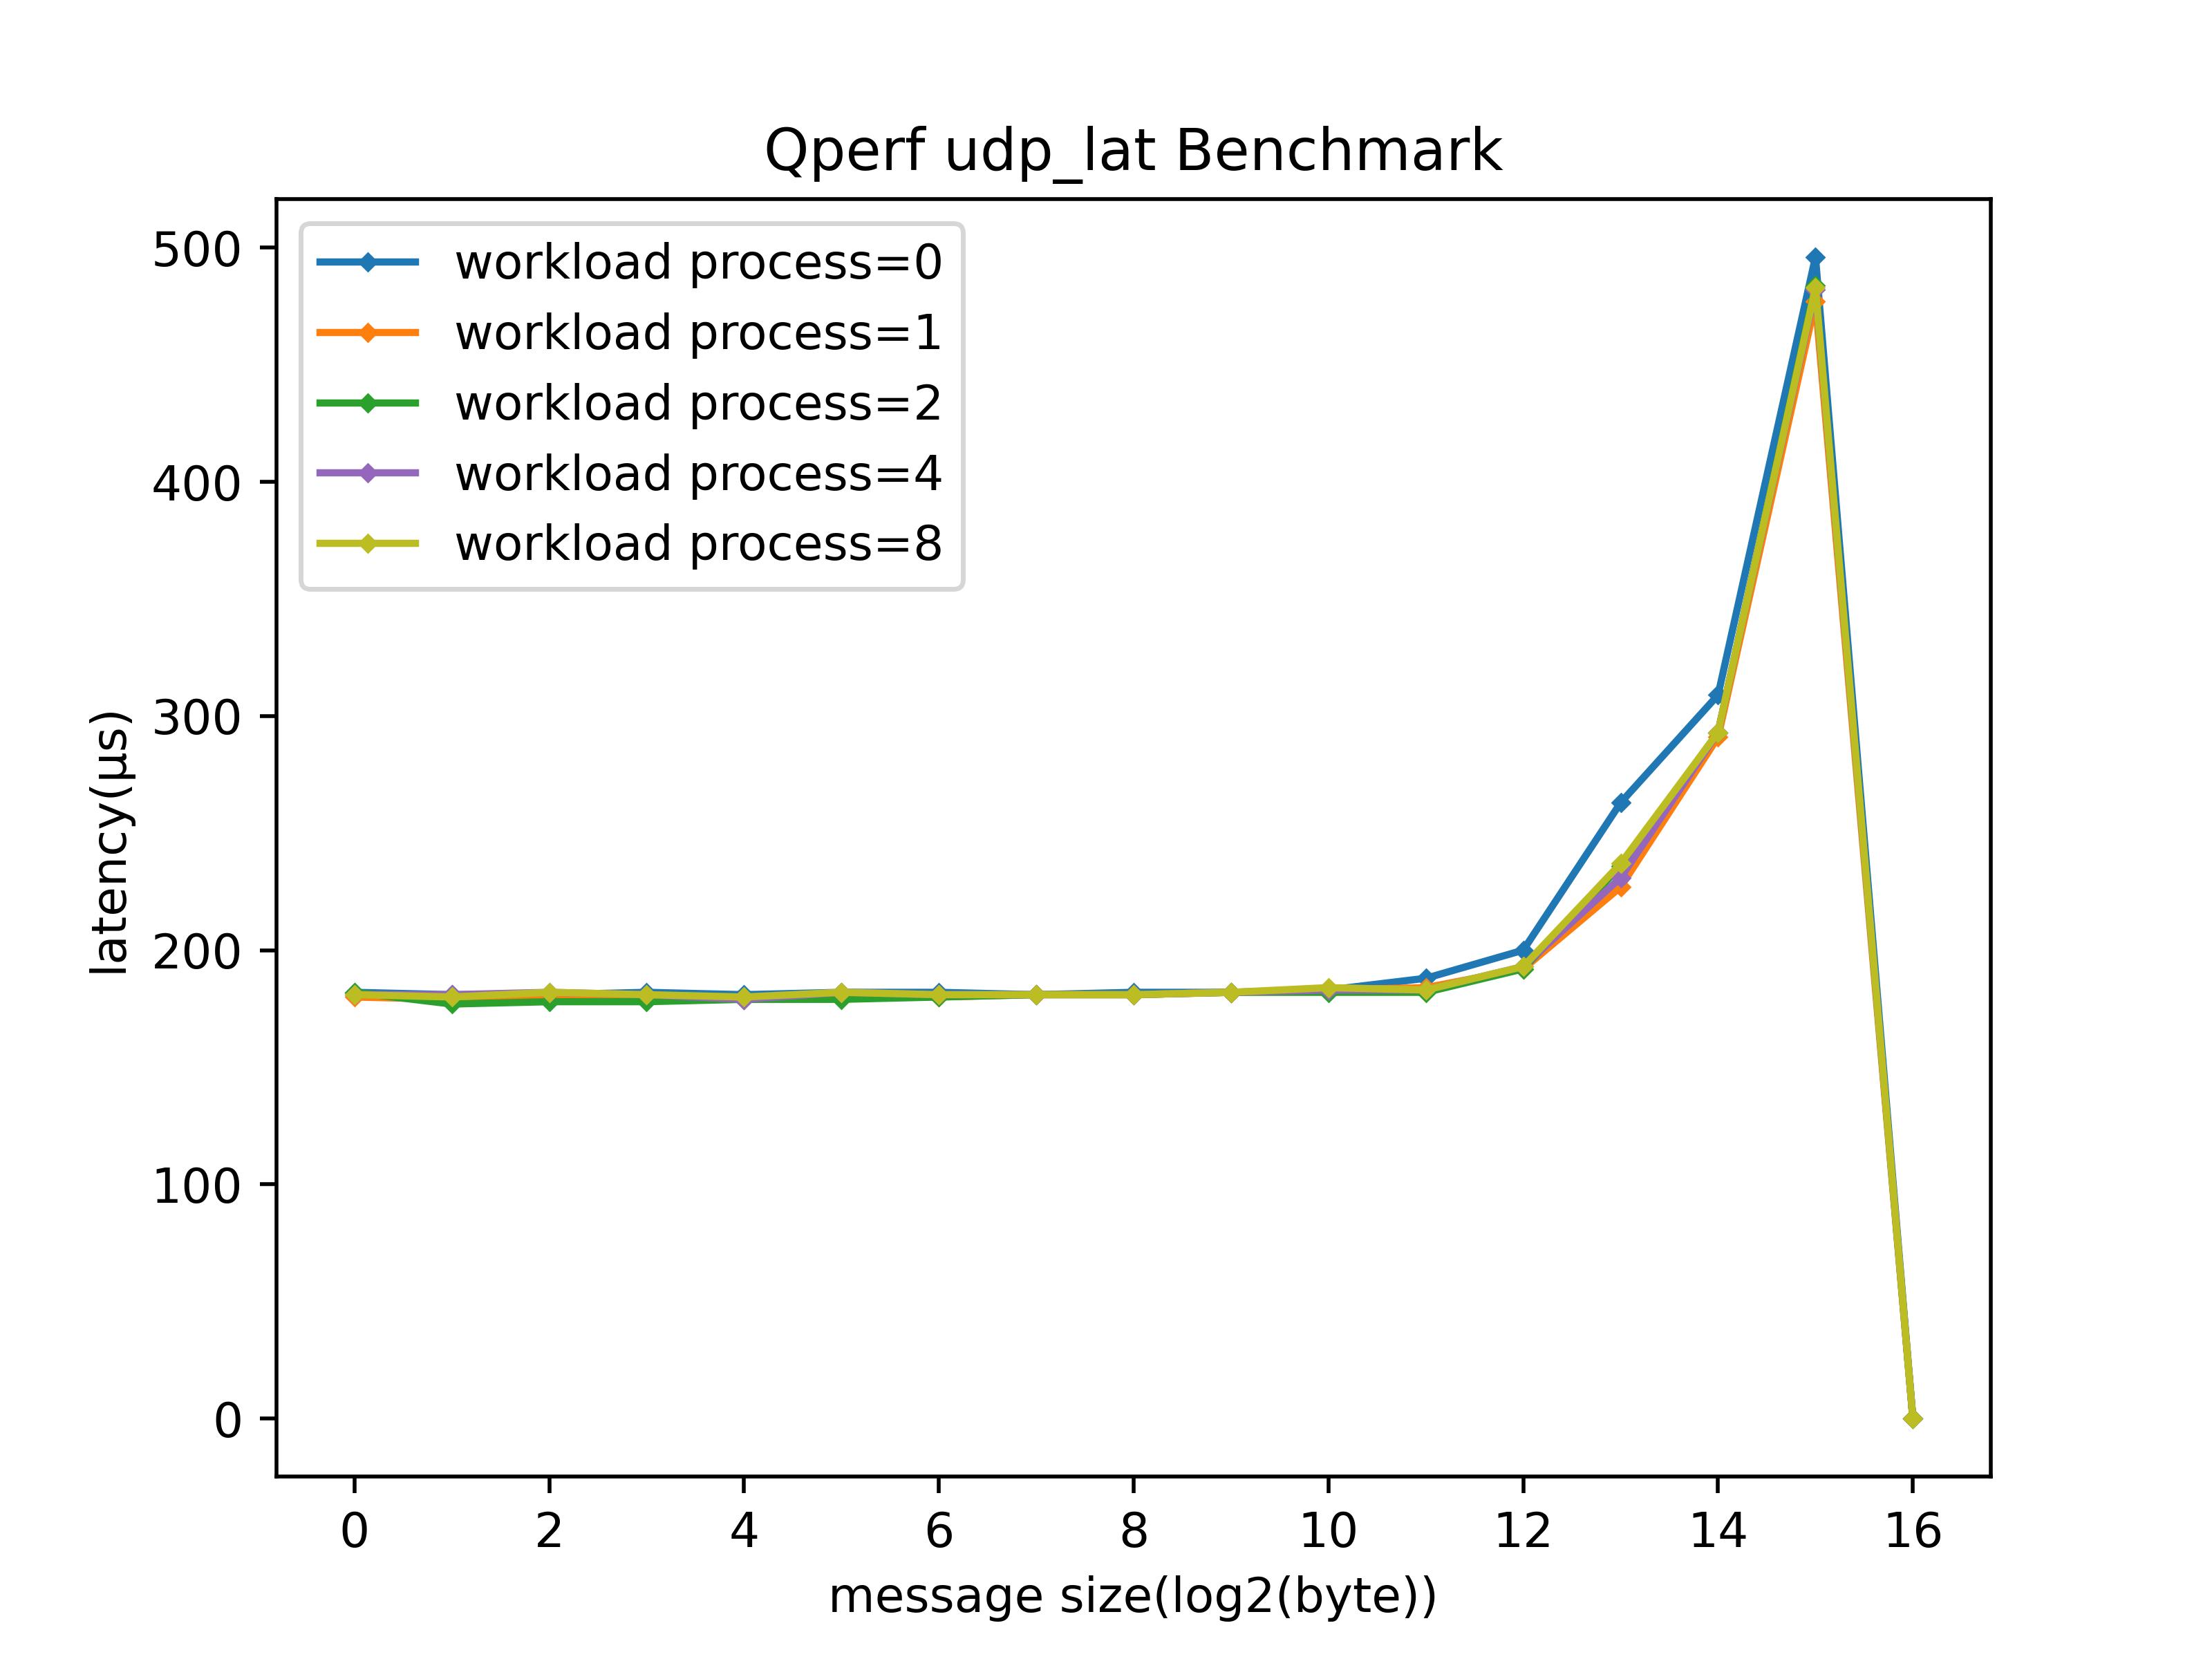 Qperf udp_lat Benchmark
500
400
300
200
100
0
latency(µs)
workload process=0
workload process=1
workload process=2
workload process=4
workload process=8
0 2 4 6 8 10 12 14 16
message size(log2(byte))